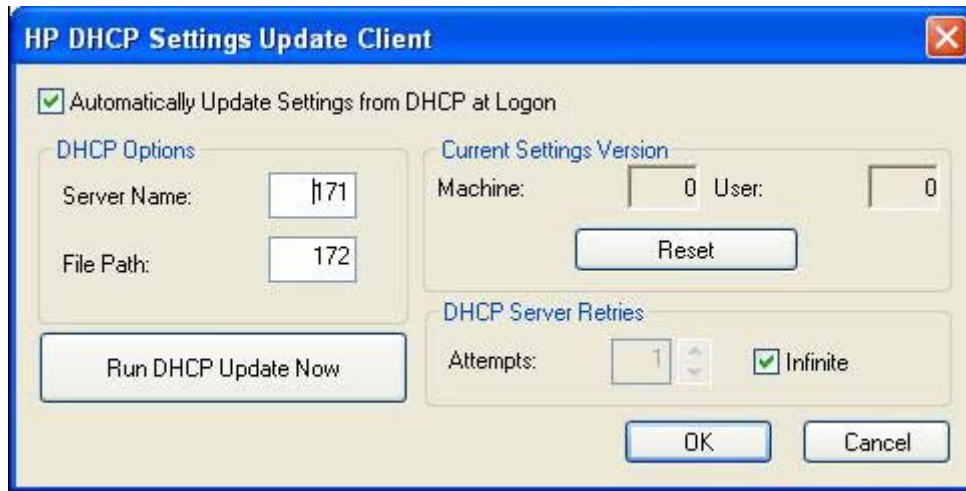 HP DHCP Settings Update Client
Automatically Update Settings from DHCP at Logon
DHCP Options
Server Name: 171
File Path: 172
Run DHCP Update Now
Current Settings Version
Machine: 0 User: 0
Reset
DHCP Server Retries
Attempts: 1 Infinite
OK Cancel